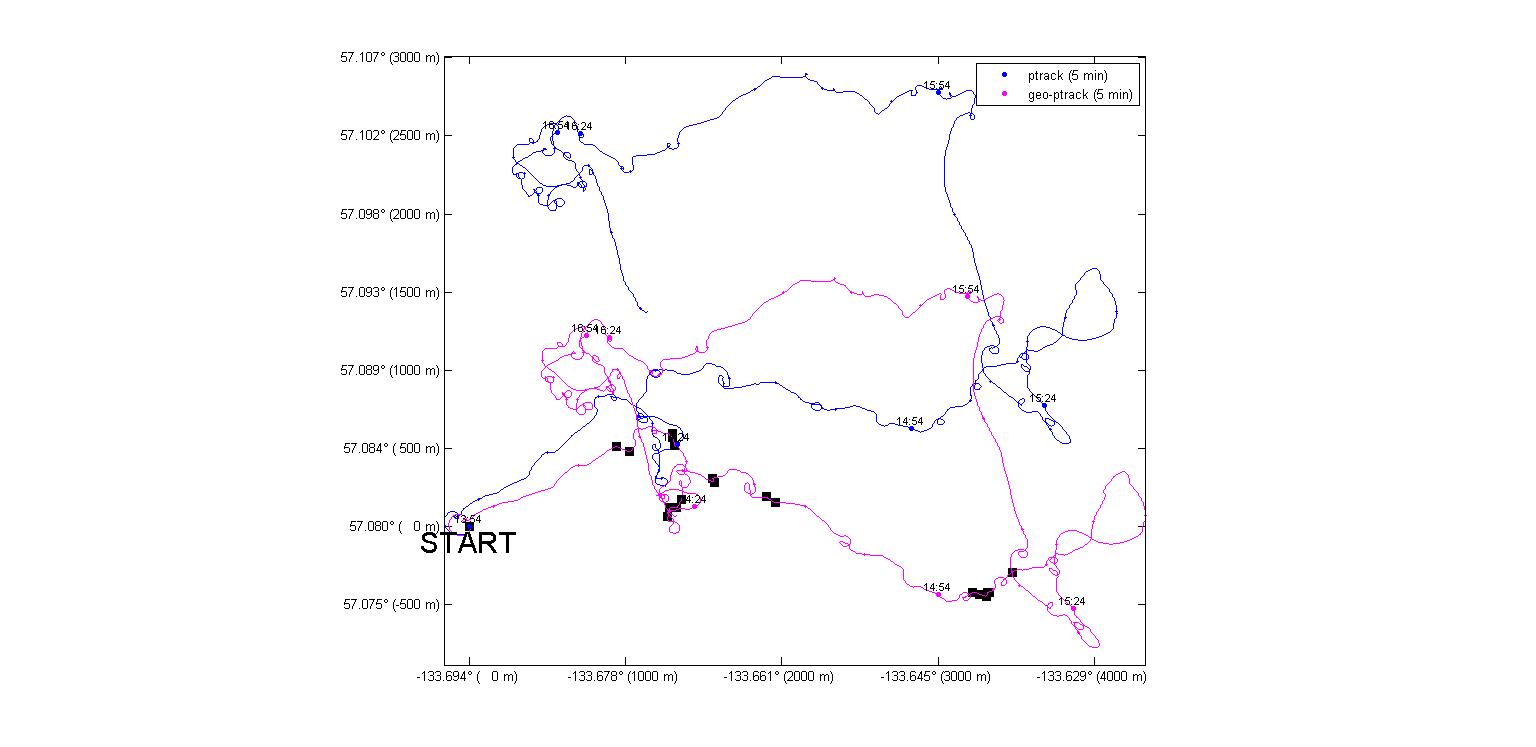 57.107° (3000 m)
ptrack (5 min)
15:54
geo-ptrack (5 min)
16:54
16:24
57.102° (2500 m)
57.098° (2000 m)
57.093° (1500 m)
15:54
16:54
16:24
57.089° (1000 m)
15:24
14:54
57.084° ( 500 m)
14:24
13:54
57.080° (   0 m)
START
14:54
15:24
57.075° (-500 m)
-133.694° (   0 m)
-133.678° (1000 m)
-133.661° (2000 m)
-133.645° (3000 m)
-133.629° (4000 m)